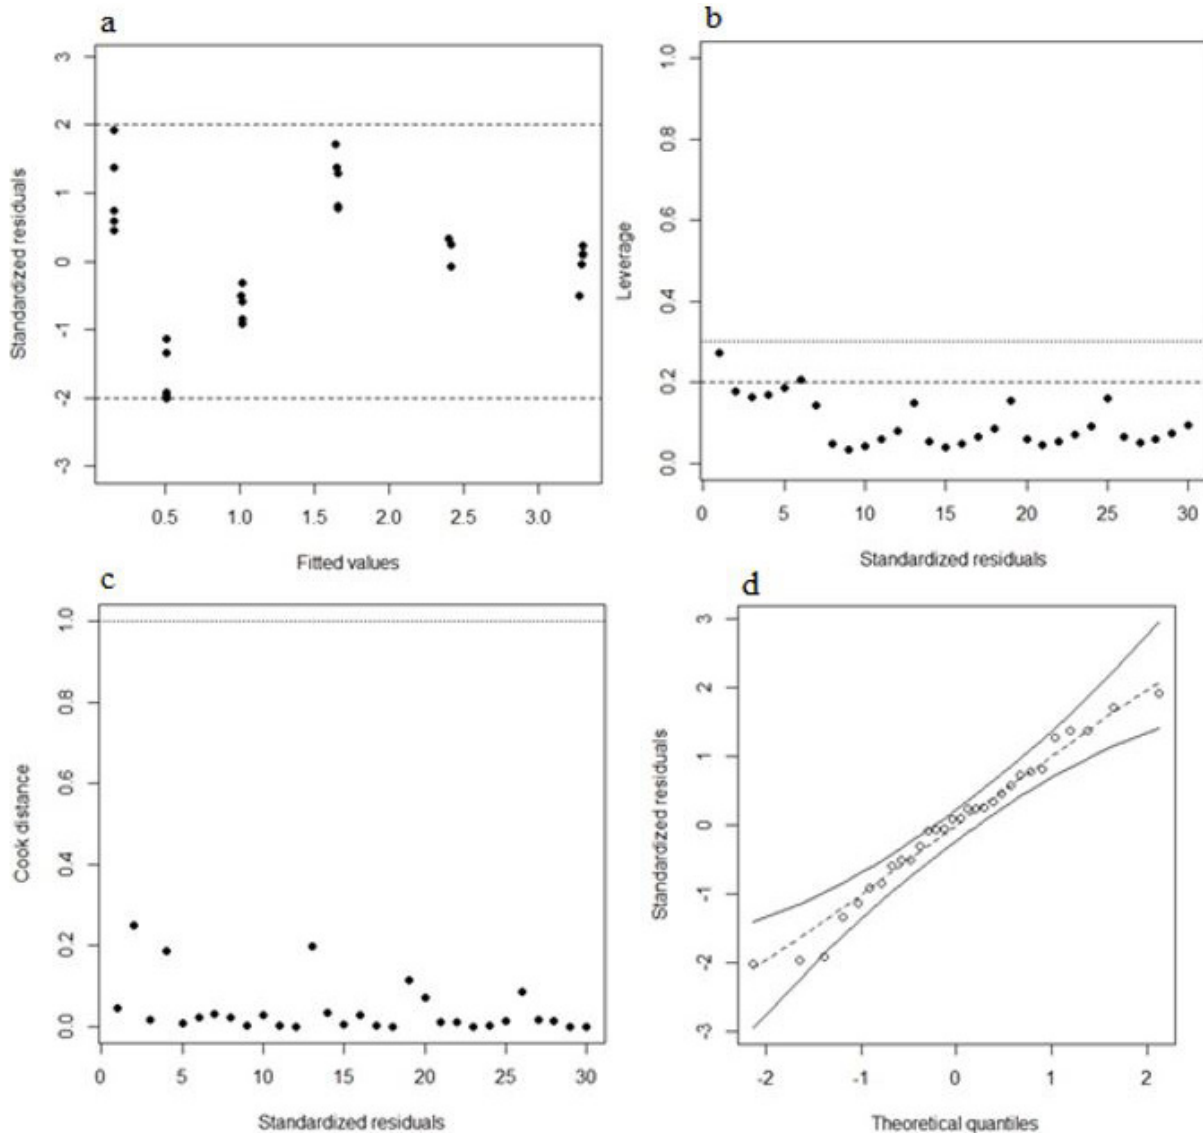 a
Standardized residuals
3
2
1
0
-1
-2
-3
0.5 1.0 1.5 2.0 2.5 3.0
Fitted values
b
Leverage
1.0
0.8
0.6
0.4
0.2
0.0
0 5 10 15 20 25 30
Standardized residuals
c
Cook distance
1.0
0.8
0.6
0.4
0.2
0.0
0 5 10 15 20 25 30
Standardized residuals
d
Standardized residuals
3
2
1
0
-1
-2
-3
-2 -1 0 1 2
Theoretical quantiles